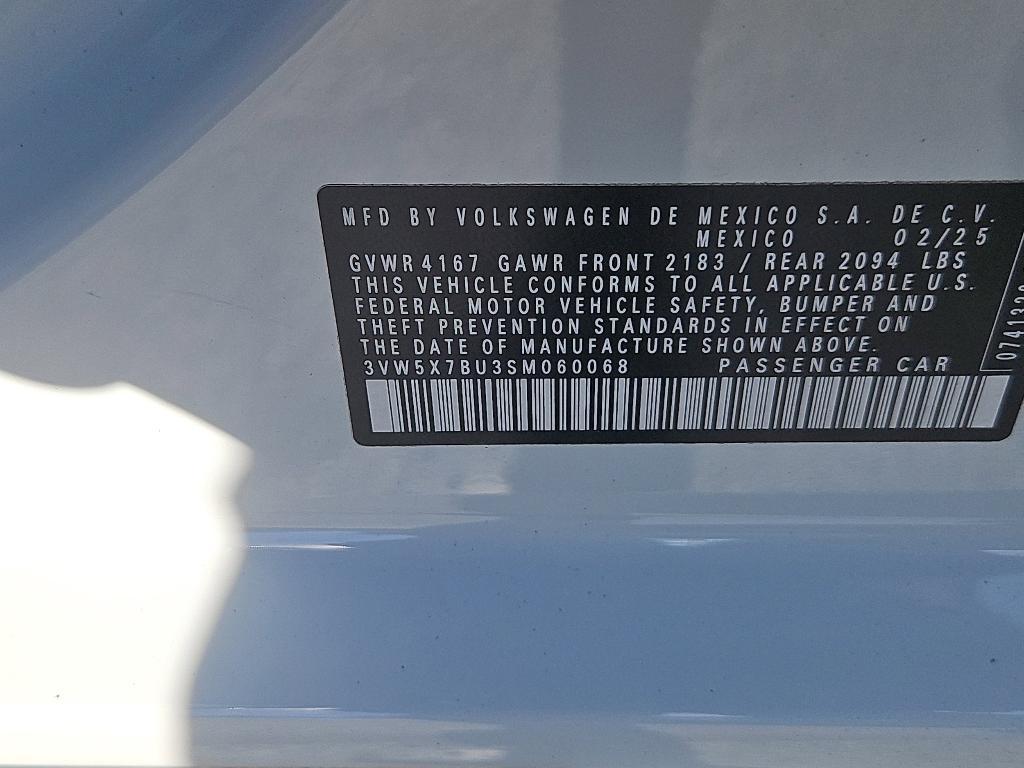 MFD BY VOLKSWAGEN DE MEXICO S.A. DE C.V.
MEXICO 02/25
GVWR 4167 GAWR FRONT 2183 / REAR 2094 LBS
THIS VEHICLE CONFORMS TO ALL APPLICABLE U.S.
FEDERAL MOTOR VEHICLE SAFETY, BUMPER AND
THEFT PREVENTION STANDARDS IN EFFECT ON
THE DATE OF MANUFACTURE SHOWN ABOVE.
3VW5X7BU3SM060068 PASSENGER CAR